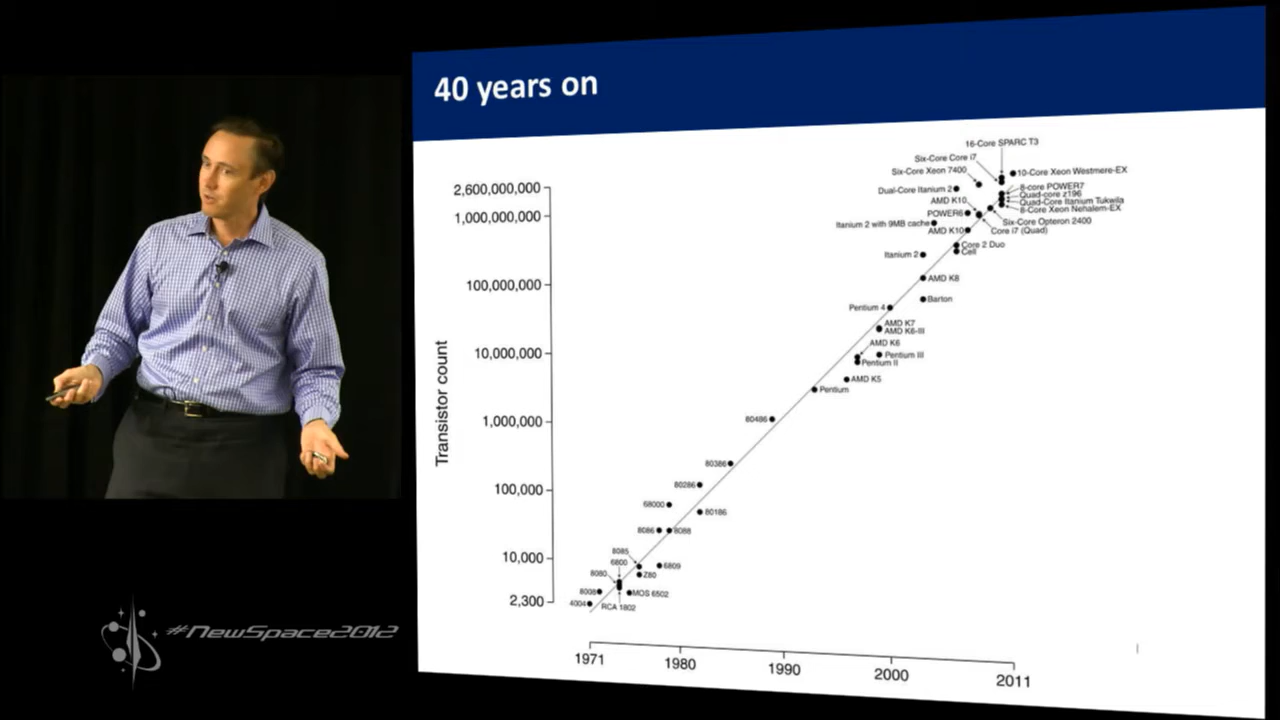 40 years on
16-Core SPARC T3
Six-Core Core i7
Six-Core Xeon 7400
10-Core Xeon Westmere-EX
Dual-Core Itanium 2
8-core POWER7
Quad-core z196
Quad-Core Itanium Tukwila
8-Core Xeon Nehalem-EX
AMD K10
POWER6
Itanium 2 with 9MB cache
Six-Core Opteron 2400
AMD K10
Core i7 (Quad)
Core 2 Duo
Cell
Itanium 2
AMD K8
Barton
Pentium 4
AMD K7
AMD K6-III
AMD K6
Pentium III
Pentium II
AMD K5
Pentium
80486
80386
80286
68000
80186
8086
8088
8085
6800
6809
8080
Z80
8008
MOS 6502
4004
RCA 1802
2,600,000,000
1,000,000,000
100,000,000
10,000,000
1,000,000
100,000
10,000
2,300
Transistor count
1971
1980
1990
2000
2011
#NewSpace2012